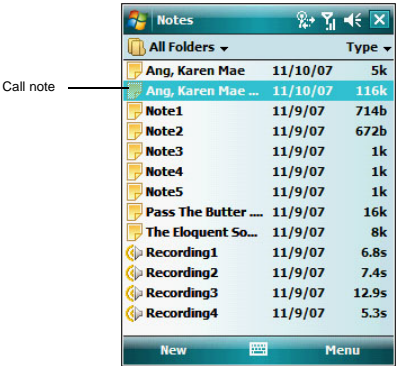 Notes
All Folders Type
Ang, Karen Mae 11/10/07 5k
Call note
Ang, Karen Mae ... 11/10/07 116k
Note1 11/9/07 714b
Note2 11/9/07 672b
Note3 11/9/07 1k
Note4 11/9/07 1k
Note5 11/9/07 1k
Pass The Butter .... 11/9/07 16k
The Eloquent So... 11/9/07 8k
Recording1 11/9/07 6.8s
Recording2 11/9/07 7.4s
Recording3 11/9/07 12.9s
Recording4 11/9/07 5.3s
New Menu